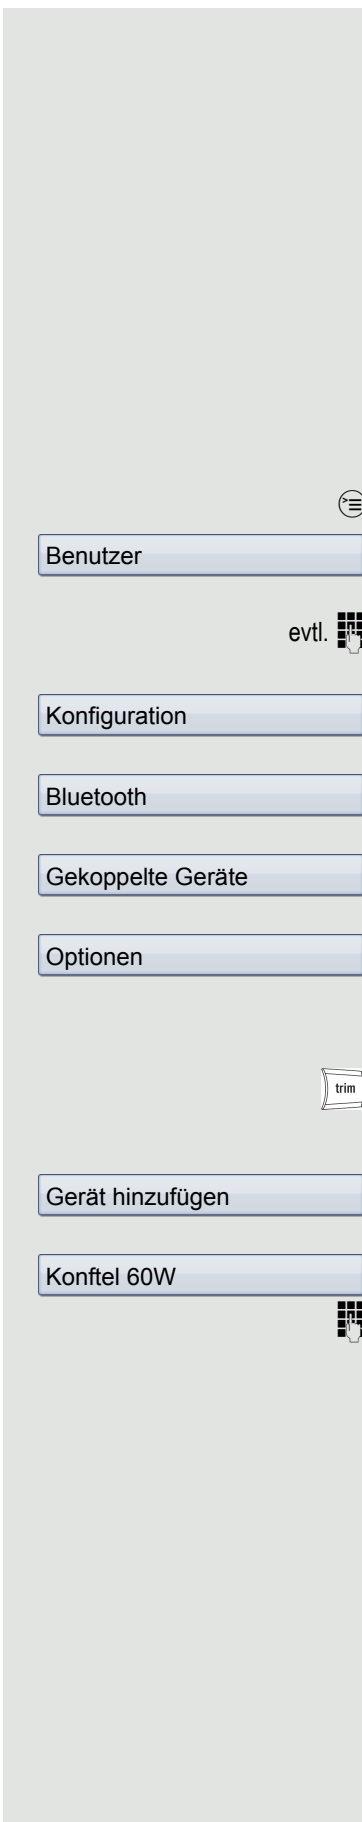 Benutzer
evtl.
Konfiguration
Bluetooth
Gekoppelte Geräte
Optionen
trim
Gerät hinzufügen
Konftel 60W